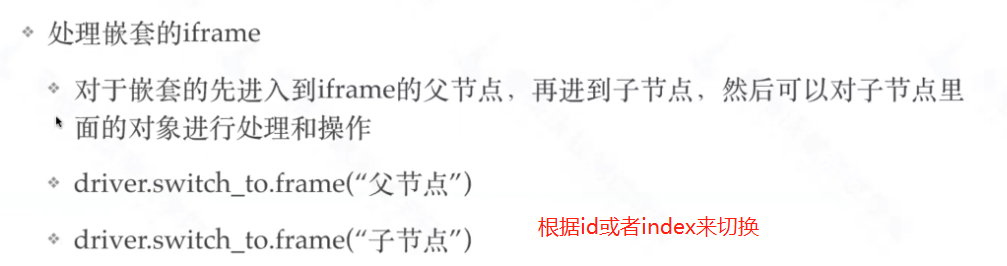 ❖ 处理嵌套的iframe
❖ 对于嵌套的先进入到iframe的父节点，再进到子节点，然后可以对子节点里
面的对象进行处理和操作
❖ driver.switch_to.frame(“父节点”)
❖ driver.switch_to.frame(“子节点”) 根据id或者index来切换